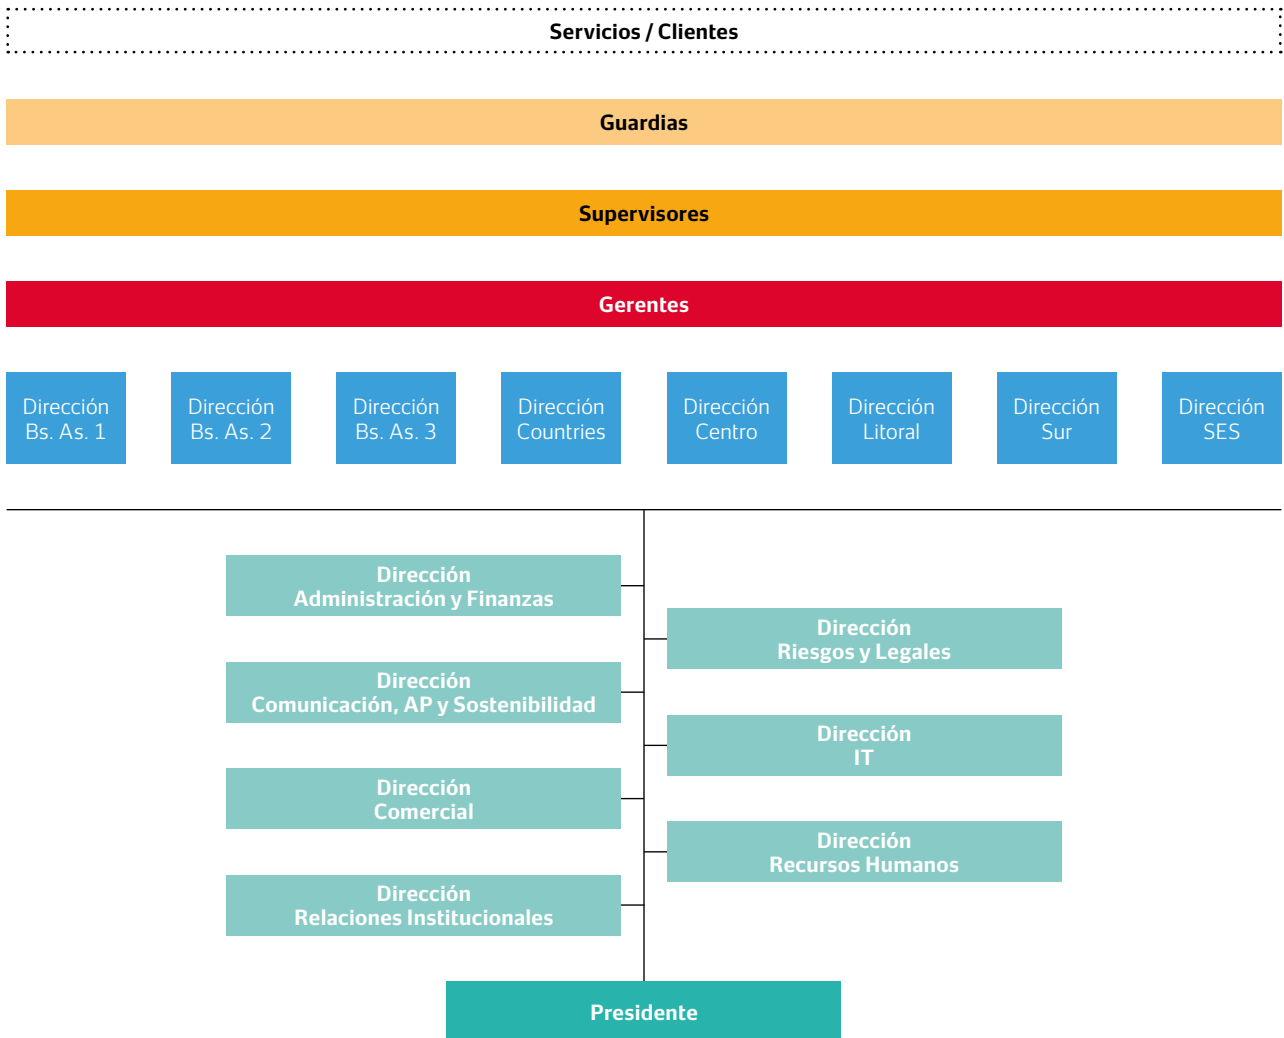 Servicios / Clientes
Guardias
Supervisores
Gerentes
Dirección
Bs. As. 1
Dirección
Bs. As. 2
Dirección
Bs. As. 3
Dirección
Countries
Dirección
Centro
Dirección
Litoral
Dirección
Sur
Dirección
SES
Dirección
Administración y Finanzas
Dirección
Riesgos y Legales
Dirección
Comunicación, AP y Sostenibilidad
Dirección
IT
Dirección
Comercial
Dirección
Recursos Humanos
Dirección
Relaciones Institucionales
Presidente